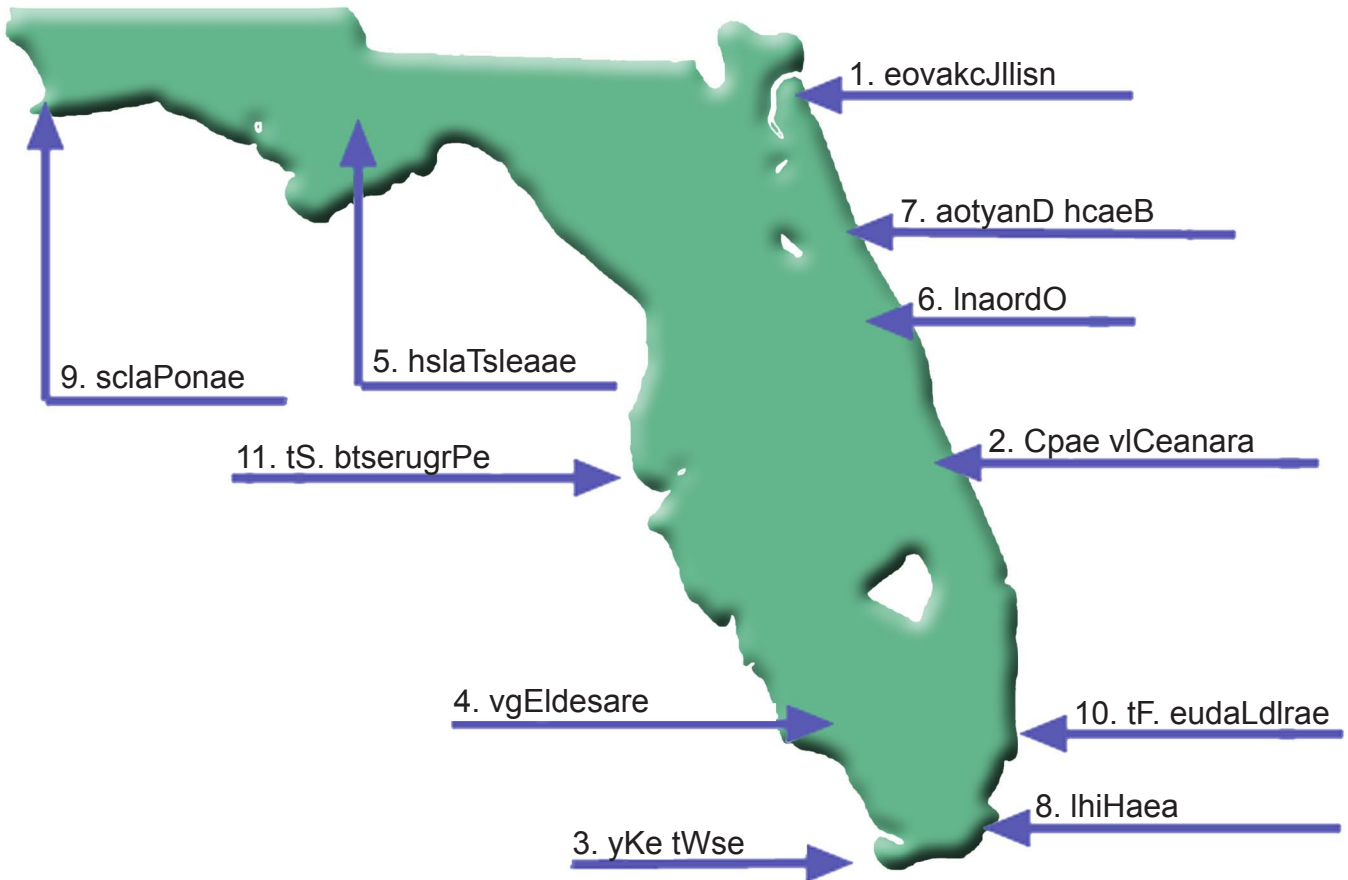 1. eovakcJllisn
7. aotyanD hcaeB
6. lnaordO
5. hslaTsleaae
9. sclaPonae
2. Cpae vlCeanara
11. tS. btserugrPe
4. vgEldesare
10. tF. eudaLdlrae
8. lhiHaea
3. yKe tWse